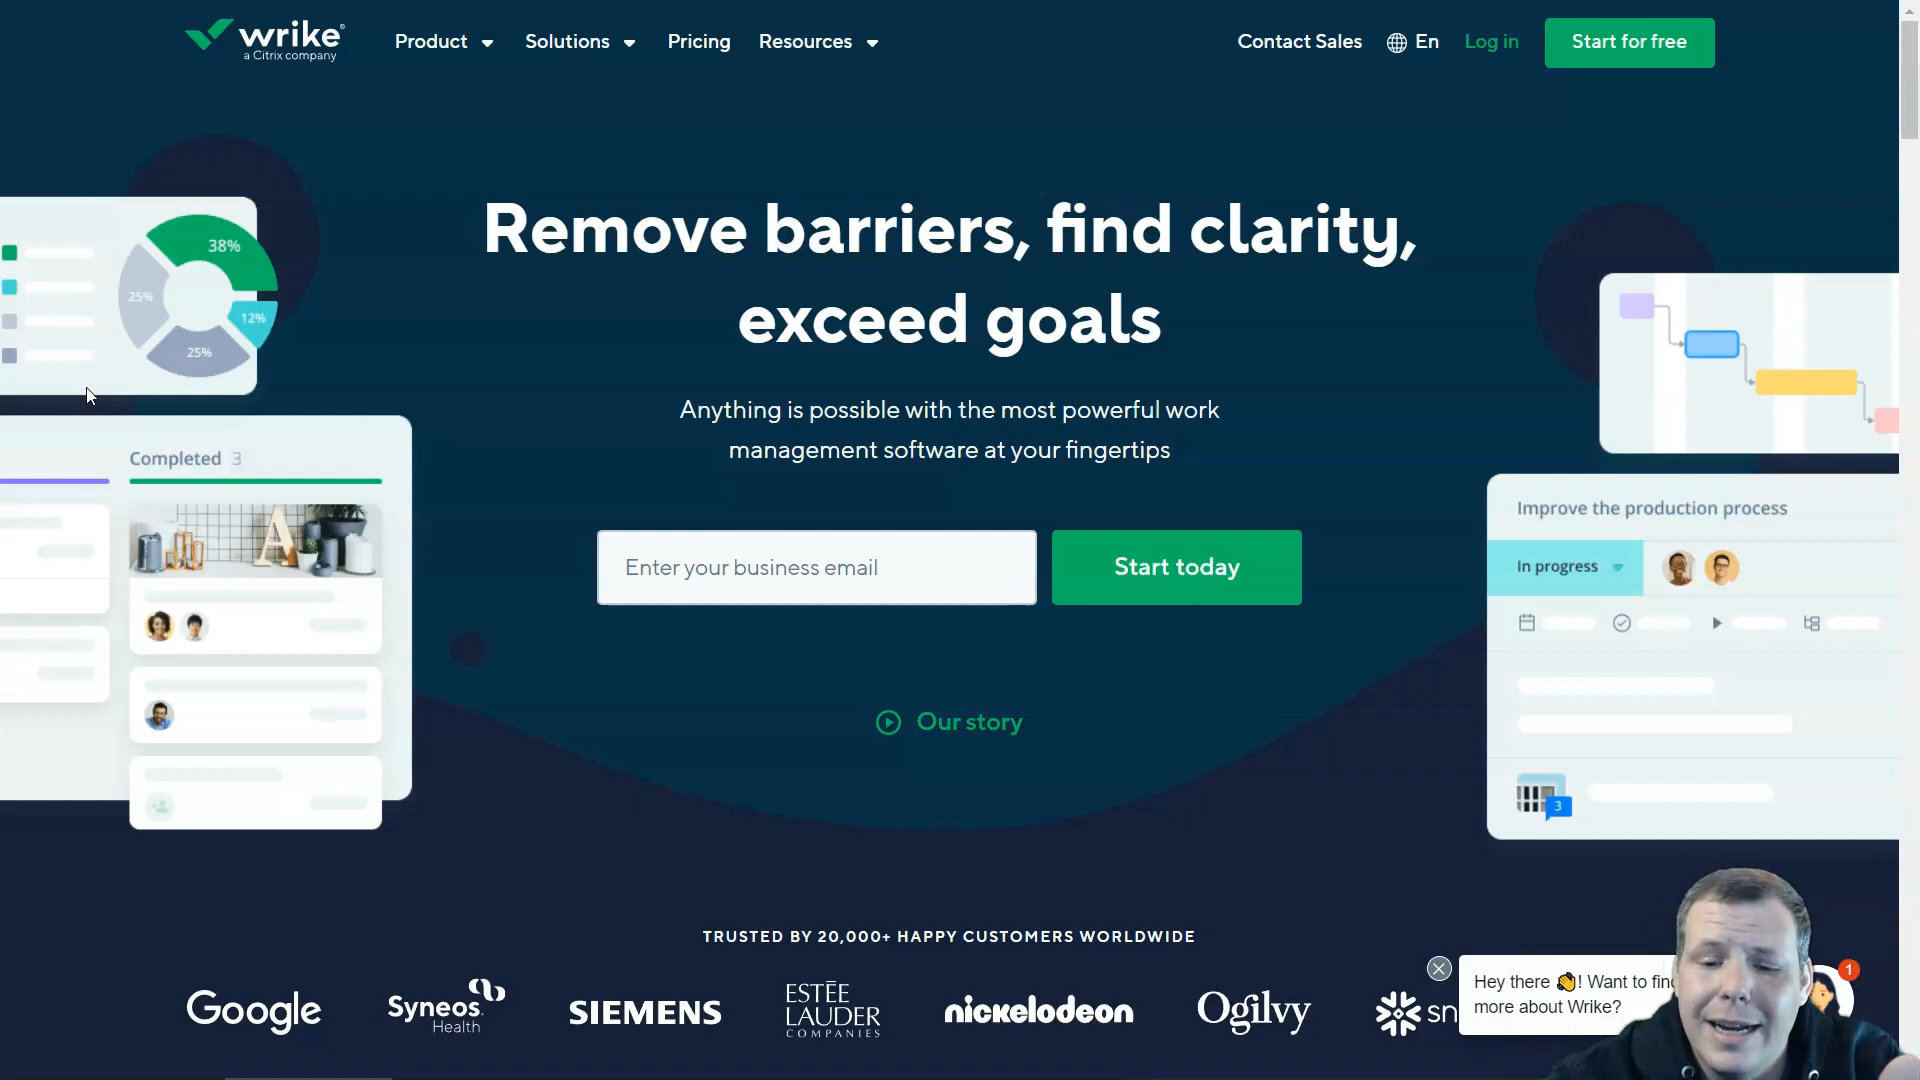 wrike
a Citrix company
Product
Solutions
Pricing
Resources
Contact Sales
En
Log in
Start for free
Remove barriers, find clarity,
exceed goals
Anything is possible with the most powerful work
management software at your fingertips
Enter your business email
Start today
Our story
38%
25%
12%
25%
Completed 3
Improve the production process
In progress
3
TRUSTED BY 20,000+ HAPPY CUSTOMERS WORLDWIDE
Google
Syneos
Health
SIEMENS
ESTĒE
LAUDER
COMPANIES
nickelodeon
Ogilvy
sn
Hey there 👏! Want to
more about Wrike?
1